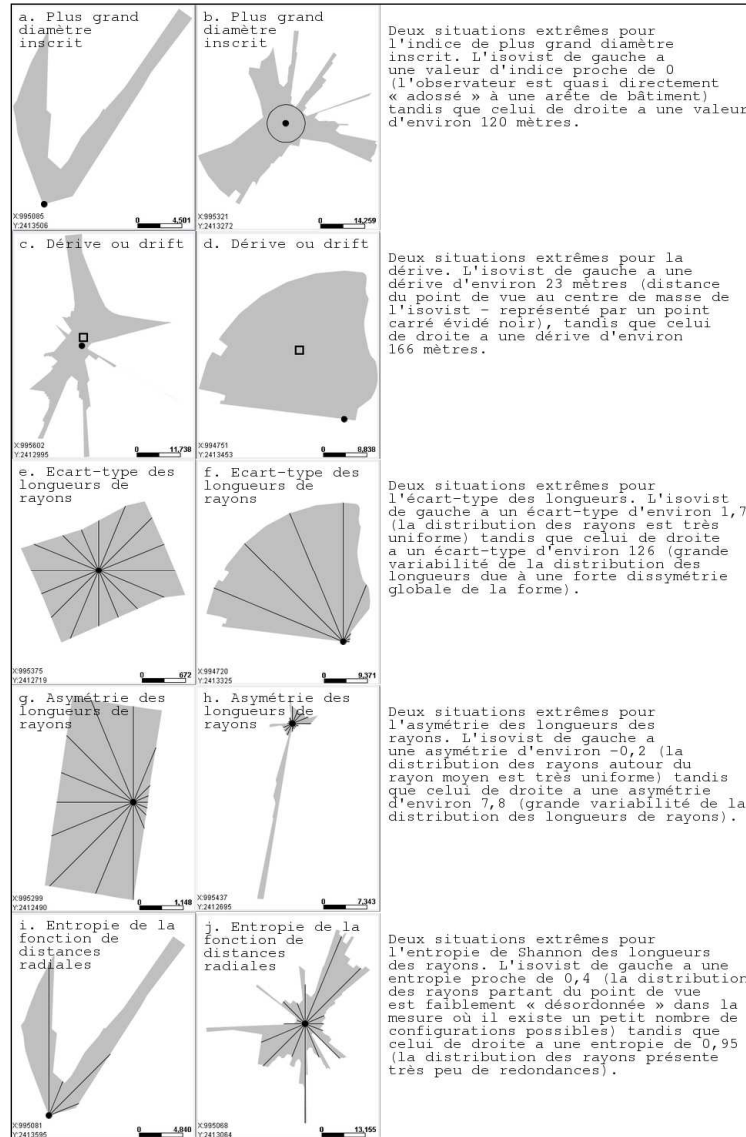 a. Plus grand
diamètre
inscrit
X:995085
Y:2413506
0 4,501
b. Plus grand
diamètre
inscrit
X:995321
Y:2413272
0 14,259
Deux situations extrêmes pour
l'indice de plus grand diamètre
inscrit. L'isovist de gauche a
une valeur d'indice proche de 0
(l'observateur est quasi directement
« adossé » à une arête de bâtiment)
tandis que celui de droite a une valeur
d'environ 120 mètres.
c. Dérive ou drift
X:995602
Y:2412995
0 11,738
d. Dérive ou drift
X:994751
Y:2413453
0 8,838
Deux situations extrêmes pour la
dérive. L'isovist de gauche a une
dérive d'environ 23 mètres (distance
du point de vue au centre de masse de
l'isovist - représenté par un point
carré évidé noir), tandis que celui
de droite a une dérive d'environ
166 mètres.
e. Ecart-type des
longueurs de
rayons
X:995375
Y:2412719
0 672
f. Ecart-type des
longueurs de
rayons
X:994720
Y:2413325
0 9,371
Deux situations extrêmes pour
l'écart-type des longueurs. L'isovist
de gauche a un écart-type d'environ 1,7
(la distribution des rayons est très
uniforme) tandis que celui de droite
a un écart-type d'environ 126 (grande
variabilité de la distribution des
longueurs due à une forte dissymétrie
globale de la forme).
g. Asymétrie des
longueurs de
rayons
X:995299
Y:2412490
0 1,148
h. Asymétrie des
longueurs de
rayons
X:995437
Y:2412695
0 7,343
Deux situations extrêmes pour
l'asymétrie des longueurs des
rayons. L'isovist de gauche a
une asymétrie d'environ -0,2 (la
distribution des rayons autour du
rayon moyen est très uniforme) tandis
que celui de droite a une asymétrie
d'environ 7,8 (grande variabilité de la
distribution des longueurs de rayons).
i. Entropie de la
fonction de
distances
radiales
X:995081
Y:2413595
0 4,840
j. Entropie de la
fonction de
distances
radiales
X:995068
Y:2413064
0 13,155
Deux situations extrêmes pour
l'entropie de Shannon des longueurs
des rayons. L'isovist de gauche a une
entropie proche de 0,4 (la distribution
des rayons partant du point de vue
est faiblement « désordonnée » dans la
mesure où il existe un petit nombre de
configurations possibles) tandis que
celui de droite a une entropie de 0,95
(la distribution des rayons présente
très peu de redondances).